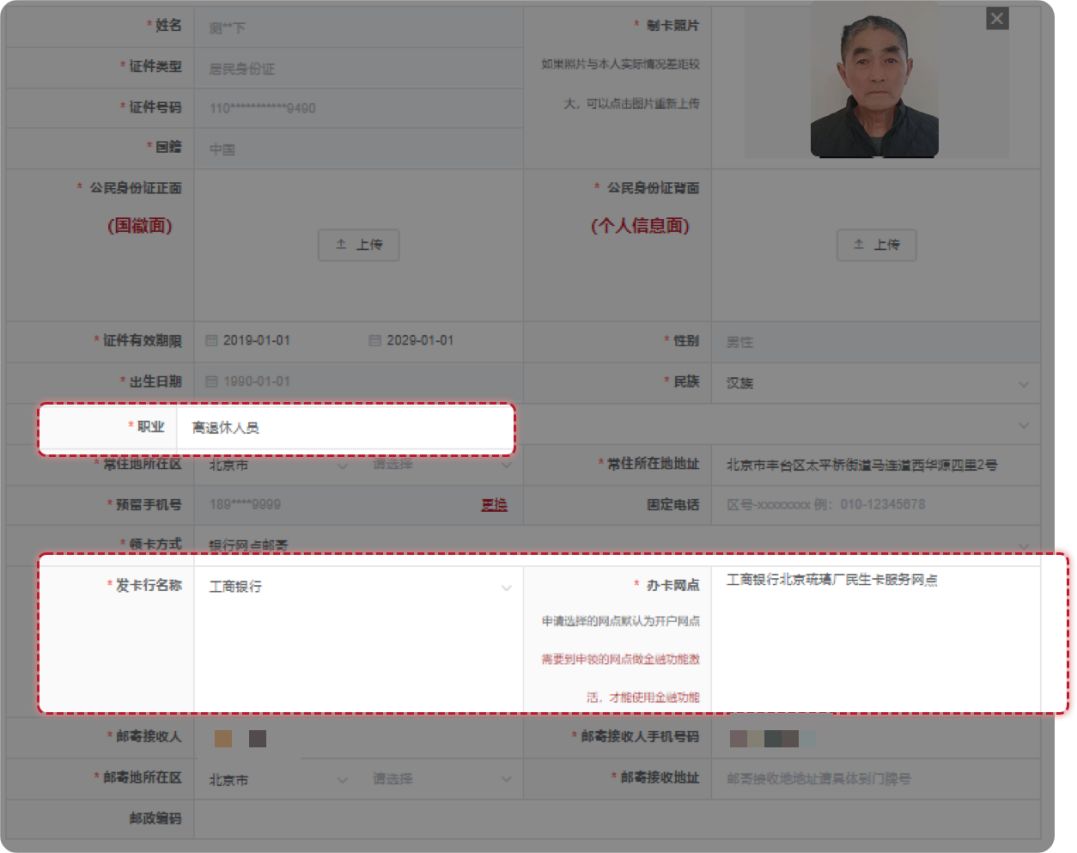 * 姓名 测**下 * 制卡照片
* 证件类型 居民身份证 如果照片与本人实际情况差距较
* 证件号码 110***********9490 大，可以点击图片重新上传
* 国籍 中国
* 公民身份证正面 * 公民身份证背面
(国徽面) (个人信息面)
上传 上传
* 证件有效期限 2019-01-01 2029-01-01 * 性别 男性
* 出生日期 1990-01-01 * 民族 汉族
* 职业 离退休人员
* 常住地所在区 北京市 请选择 * 常住所在地地址 北京市丰台区太平桥街道马连道西华源四里2号
* 预留手机号 189****9999 更换 固定电话 区号-xxxxxxxx 例：010-12345678
* 领卡方式 银行网点邮寄
* 发卡行名称 工商银行 * 办卡网点 工商银行北京琉璃厂民生卡服务网点
申请选择的网点默认为开户网点
需要到申领的网点做金融功能激
活，才能使用金融功能
* 邮寄接收人 * 邮寄接收人手机号码
* 邮寄地所在区 北京市 请选择 * 邮寄接收地址 邮寄接收地地址请具体到门牌号
邮政编码